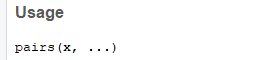 Usage
pairs(x, ...)